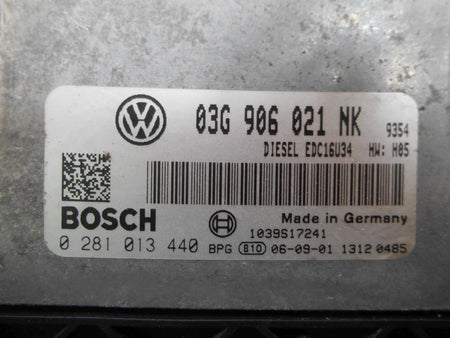 03G 906 021 NK 9354
DIESEL EDC16U34 HW: H05
BOSCH
Made in Germany
1039S17241
0 281 013 440 BPG 810 06-09-01 1312 0485